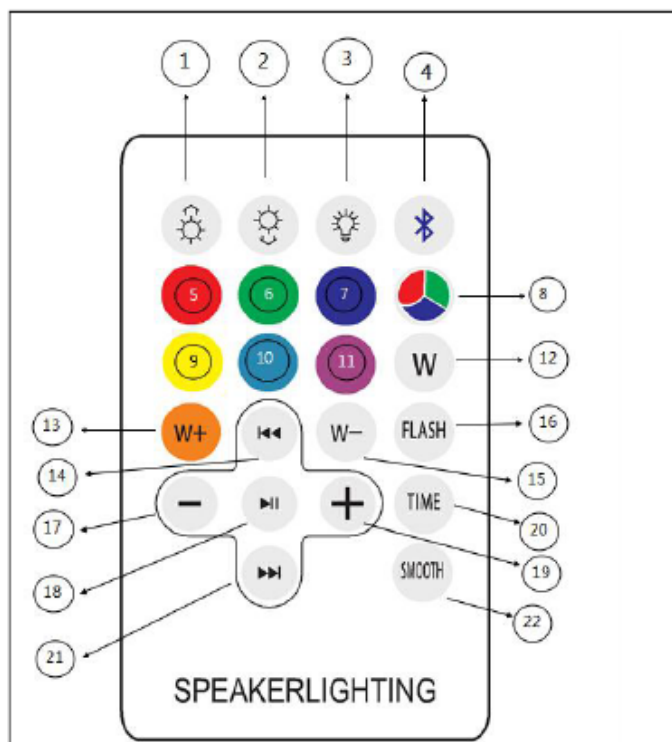 1 2 3 4
5 6 7 8
9 10 11 W 12
13 W+ W− FLASH 16
14 15
17 − + TIME 20
18 19
SMOOTH
21 22
SPEAKERLIGHTING